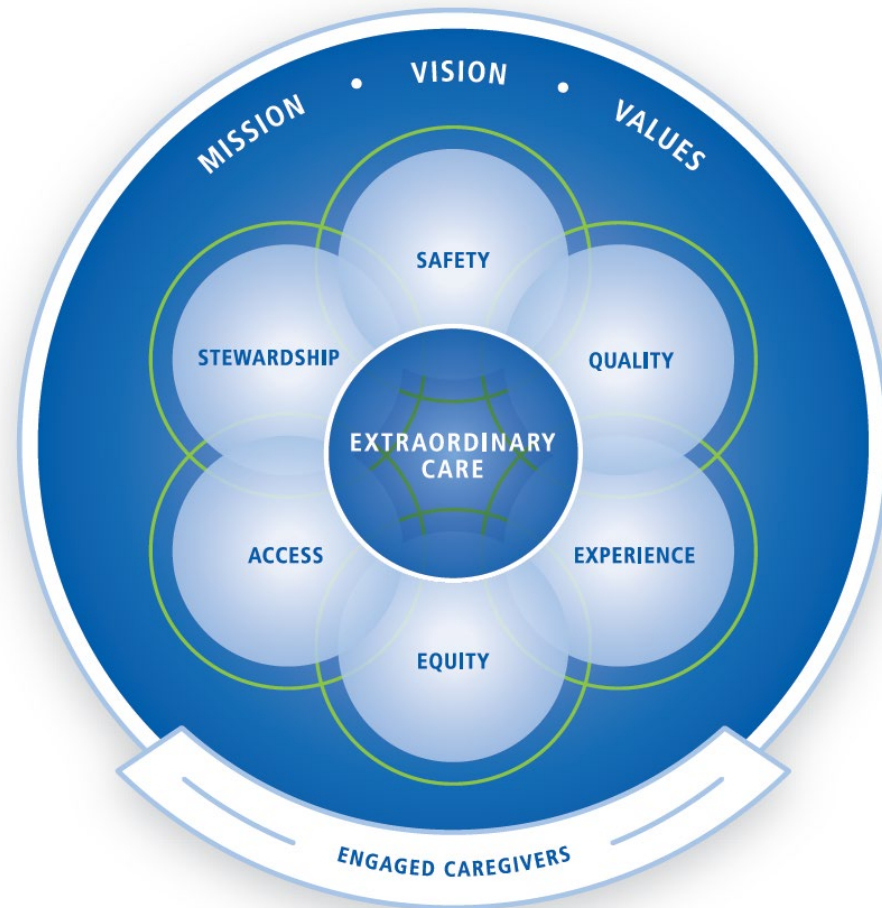 MISSION • VISION • VALUES
SAFETY
STEWARDSHIP
QUALITY
EXTRAORDINARY
CARE
ACCESS
EXPERIENCE
EQUITY
ENGAGED CAREGIVERS